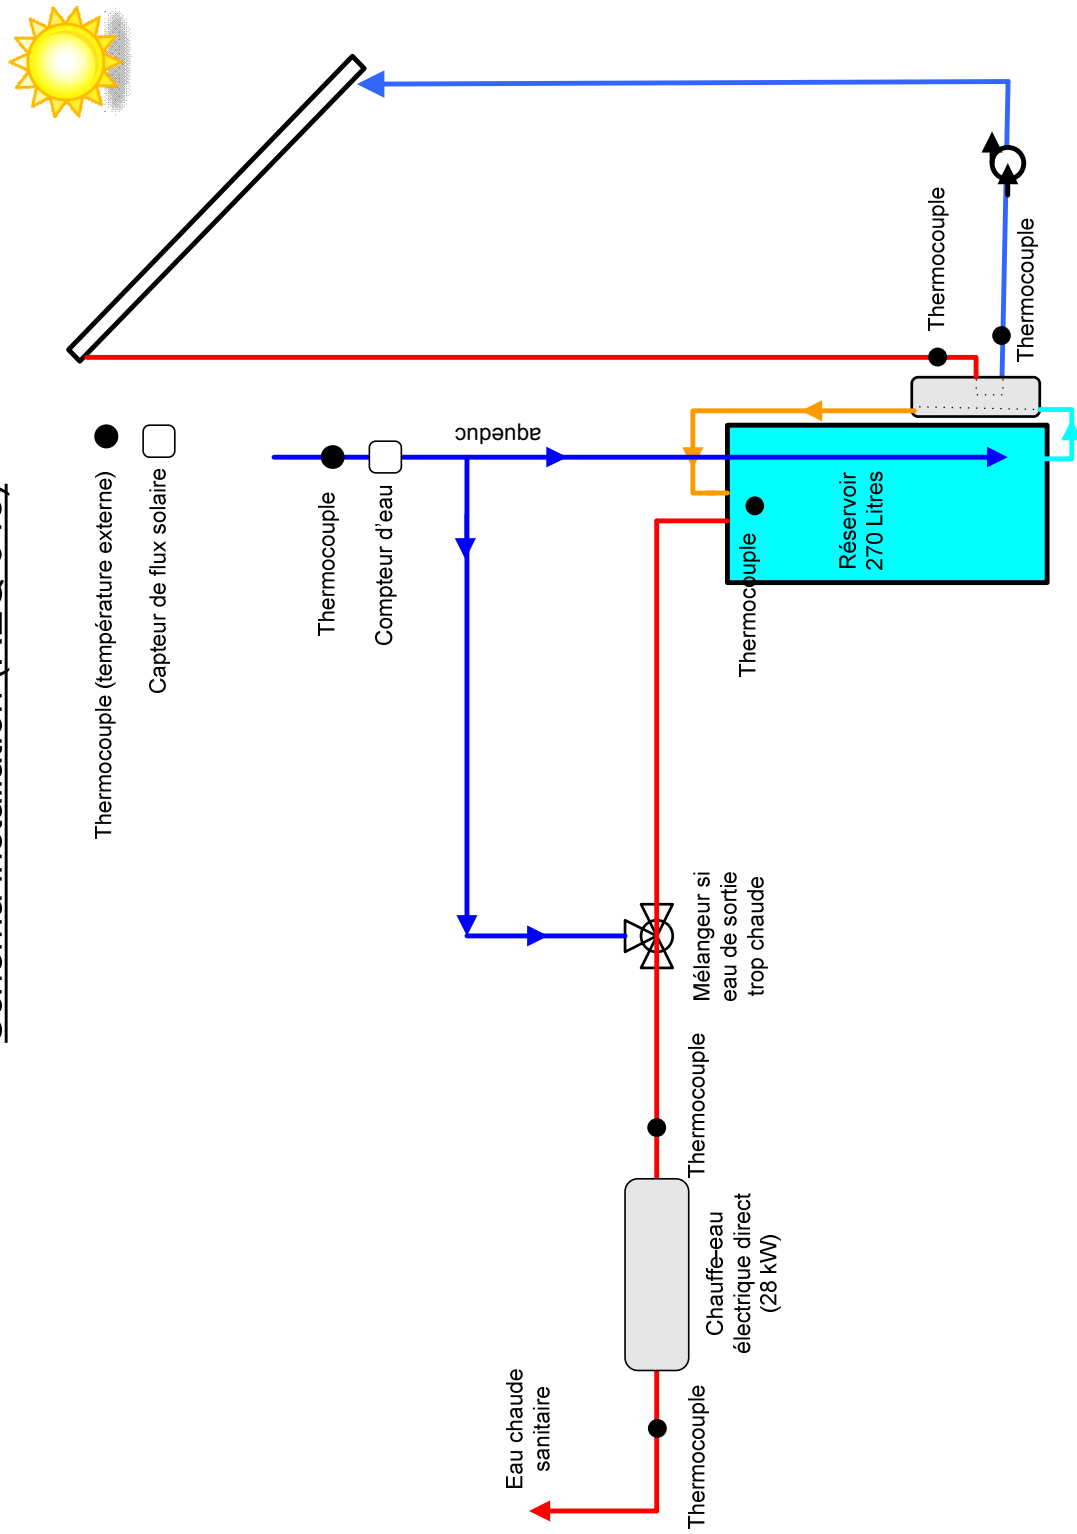 Thermocouple (température externe)
Capteur de flux solaire
Thermocouple
Compteur d'eau
aqueduc
Eau chaude
sanitaire
Thermocouple
Chauffe-eau
électrique direct
(28 kW)
Thermocouple
Mélangeur si
eau de sortie
trop chaude
Thermocouple
Réservoir
270 Litres
Thermocouple
Thermocouple